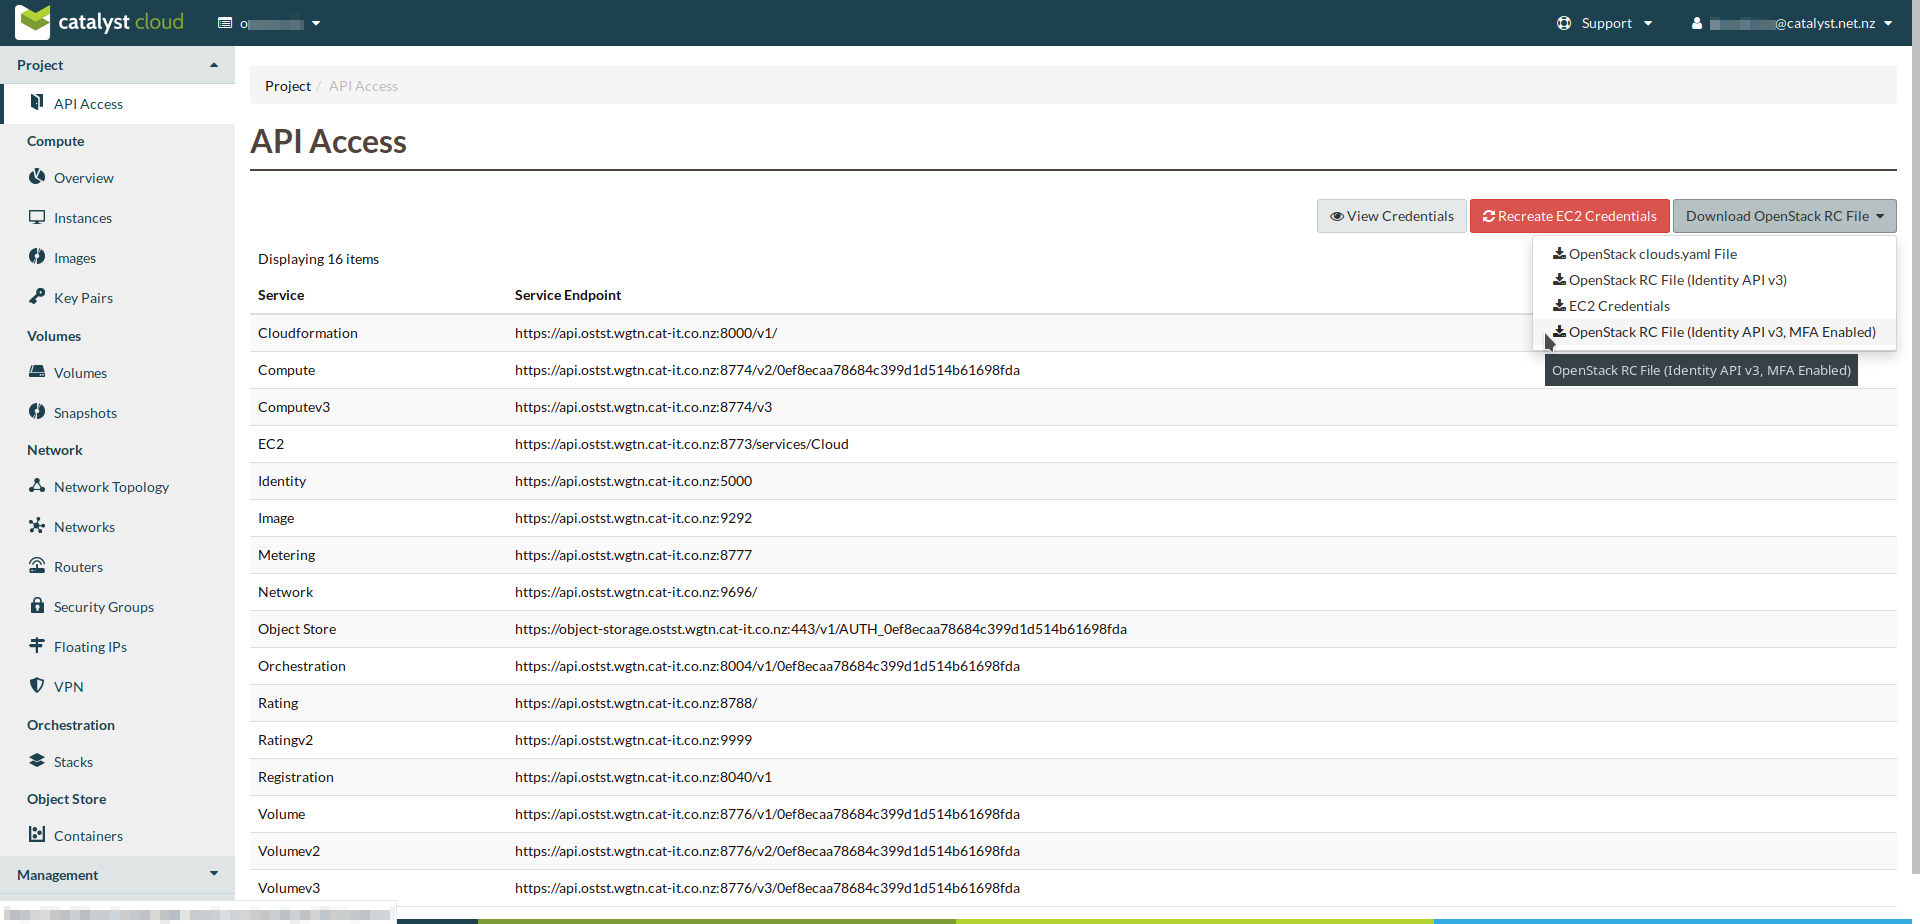 catalyst cloud
Support
@catalyst.net.nz
Project
API Access
Compute
Overview
Instances
Images
Key Pairs
Volumes
Volumes
Snapshots
Network
Network Topology
Networks
Routers
Security Groups
Floating IPs
VPN
Orchestration
Stacks
Object Store
Containers
Management
Project / API Access
API Access
View Credentials
Recreate EC2 Credentials
Download OpenStack RC File
OpenStack clouds.yaml File
OpenStack RC File (Identity API v3)
EC2 Credentials
OpenStack RC File (Identity API v3, MFA Enabled)
OpenStack RC File (Identity API v3, MFA Enabled)
Displaying 16 items
Service Service Endpoint
Cloudformation https://api.ostst.wgtn.cat-it.co.nz:8000/v1/
Compute https://api.ostst.wgtn.cat-it.co.nz:8774/v2/0ef8ecaa78684c399d1d514b61698fda
Computev3 https://api.ostst.wgtn.cat-it.co.nz:8774/v3
EC2 https://api.ostst.wgtn.cat-it.co.nz:8773/services/Cloud
Identity https://api.ostst.wgtn.cat-it.co.nz:5000
Image https://api.ostst.wgtn.cat-it.co.nz:9292
Metering https://api.ostst.wgtn.cat-it.co.nz:8777
Network https://api.ostst.wgtn.cat-it.co.nz:9696/
Object Store https://object-storage.ostst.wgtn.cat-it.co.nz:443/v1/AUTH_0ef8ecaa78684c399d1d514b61698fda
Orchestration https://api.ostst.wgtn.cat-it.co.nz:8004/v1/0ef8ecaa78684c399d1d514b61698fda
Rating https://api.ostst.wgtn.cat-it.co.nz:8788/
Ratingv2 https://api.ostst.wgtn.cat-it.co.nz:9999
Registration https://api.ostst.wgtn.cat-it.co.nz:8040/v1
Volume https://api.ostst.wgtn.cat-it.co.nz:8776/v1/0ef8ecaa78684c399d1d514b61698fda
Volumev2 https://api.ostst.wgtn.cat-it.co.nz:8776/v2/0ef8ecaa78684c399d1d514b61698fda
Volumev3 https://api.ostst.wgtn.cat-it.co.nz:8776/v3/0ef8ecaa78684c399d1d514b61698fda